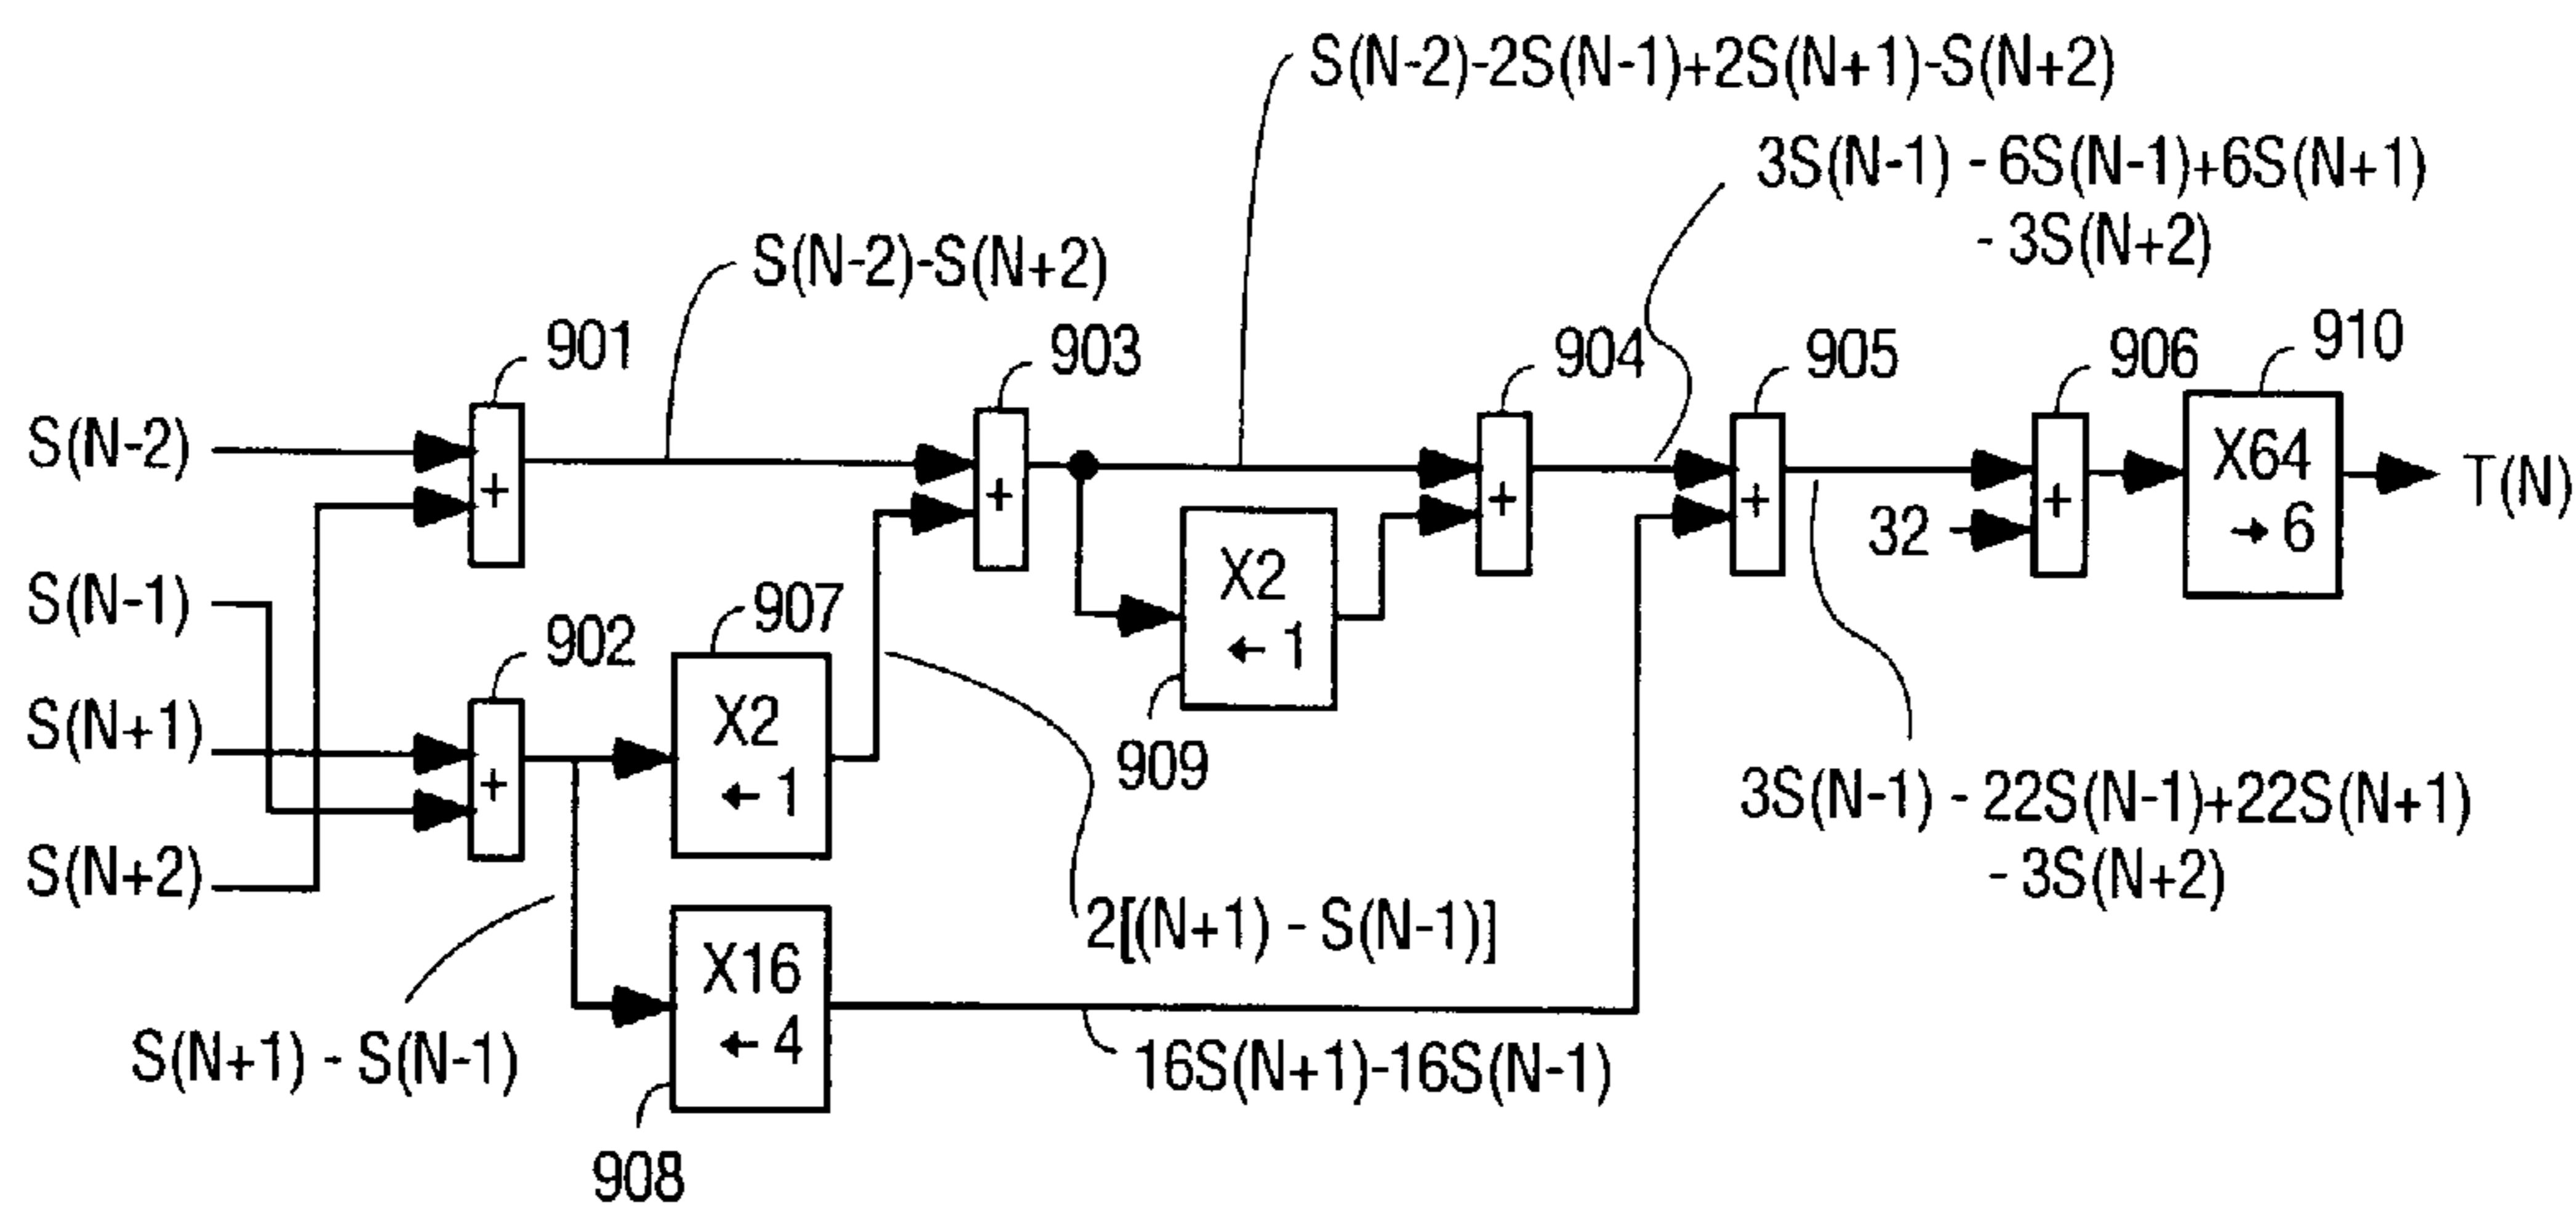 S(N-2)-2S(N-1)+2S(N+1)-S(N+2)
3S(N-1) - 6S(N-1)+6S(N+1)
- 3S(N+2)
S(N-2)-S(N+2)
901
903
904
905
906
910
S(N-2)
+
+
+
+
+
X64
→ 6
T(N)
32
S(N-1)
902
907
X2
← 1
909
S(N+1)
+
X2
← 1
3S(N-1) - 22S(N-1)+22S(N+1)
- 3S(N+2)
S(N+2)
2[(N+1) - S(N-1)]
X16
← 4
S(N+1) - S(N-1)
16S(N+1)-16S(N-1)
908